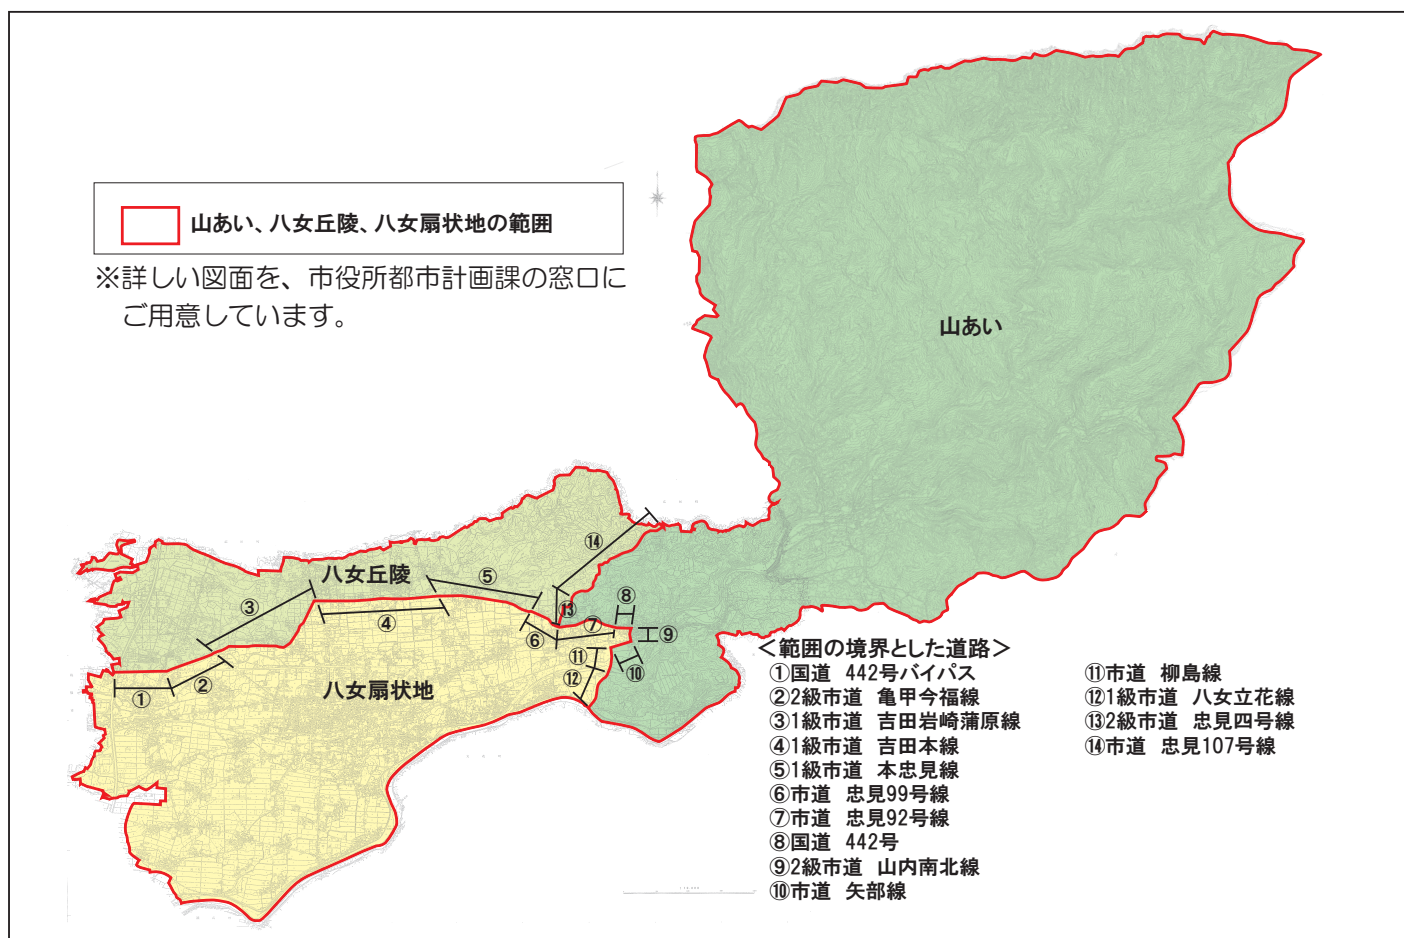 山あい、八女丘陵、八女扇状地の範囲
※詳しい図面を、市役所都市計画課の窓口に
ご用意しています。
山あい
⑭
八女丘陵
⑤
⑧
③
⑬
④
⑥
⑦
⑨
⑪
⑩
②
八女扇状地
⑫
①
＜範囲の境界とした道路＞
①国道 442号バイパス
②2級市道 亀甲今福線
③1級市道 吉田岩崎蒲原線
④1級市道 吉田本線
⑤1級市道 本忠見線
⑥市道 忠見99号線
⑦市道 忠見92号線
⑧国道 442号
⑨2級市道 山内南北線
⑩市道 矢部線
⑪市道 柳島線
⑫1級市道 八女立花線
⑬2級市道 忠見四号線
⑭市道 忠見107号線